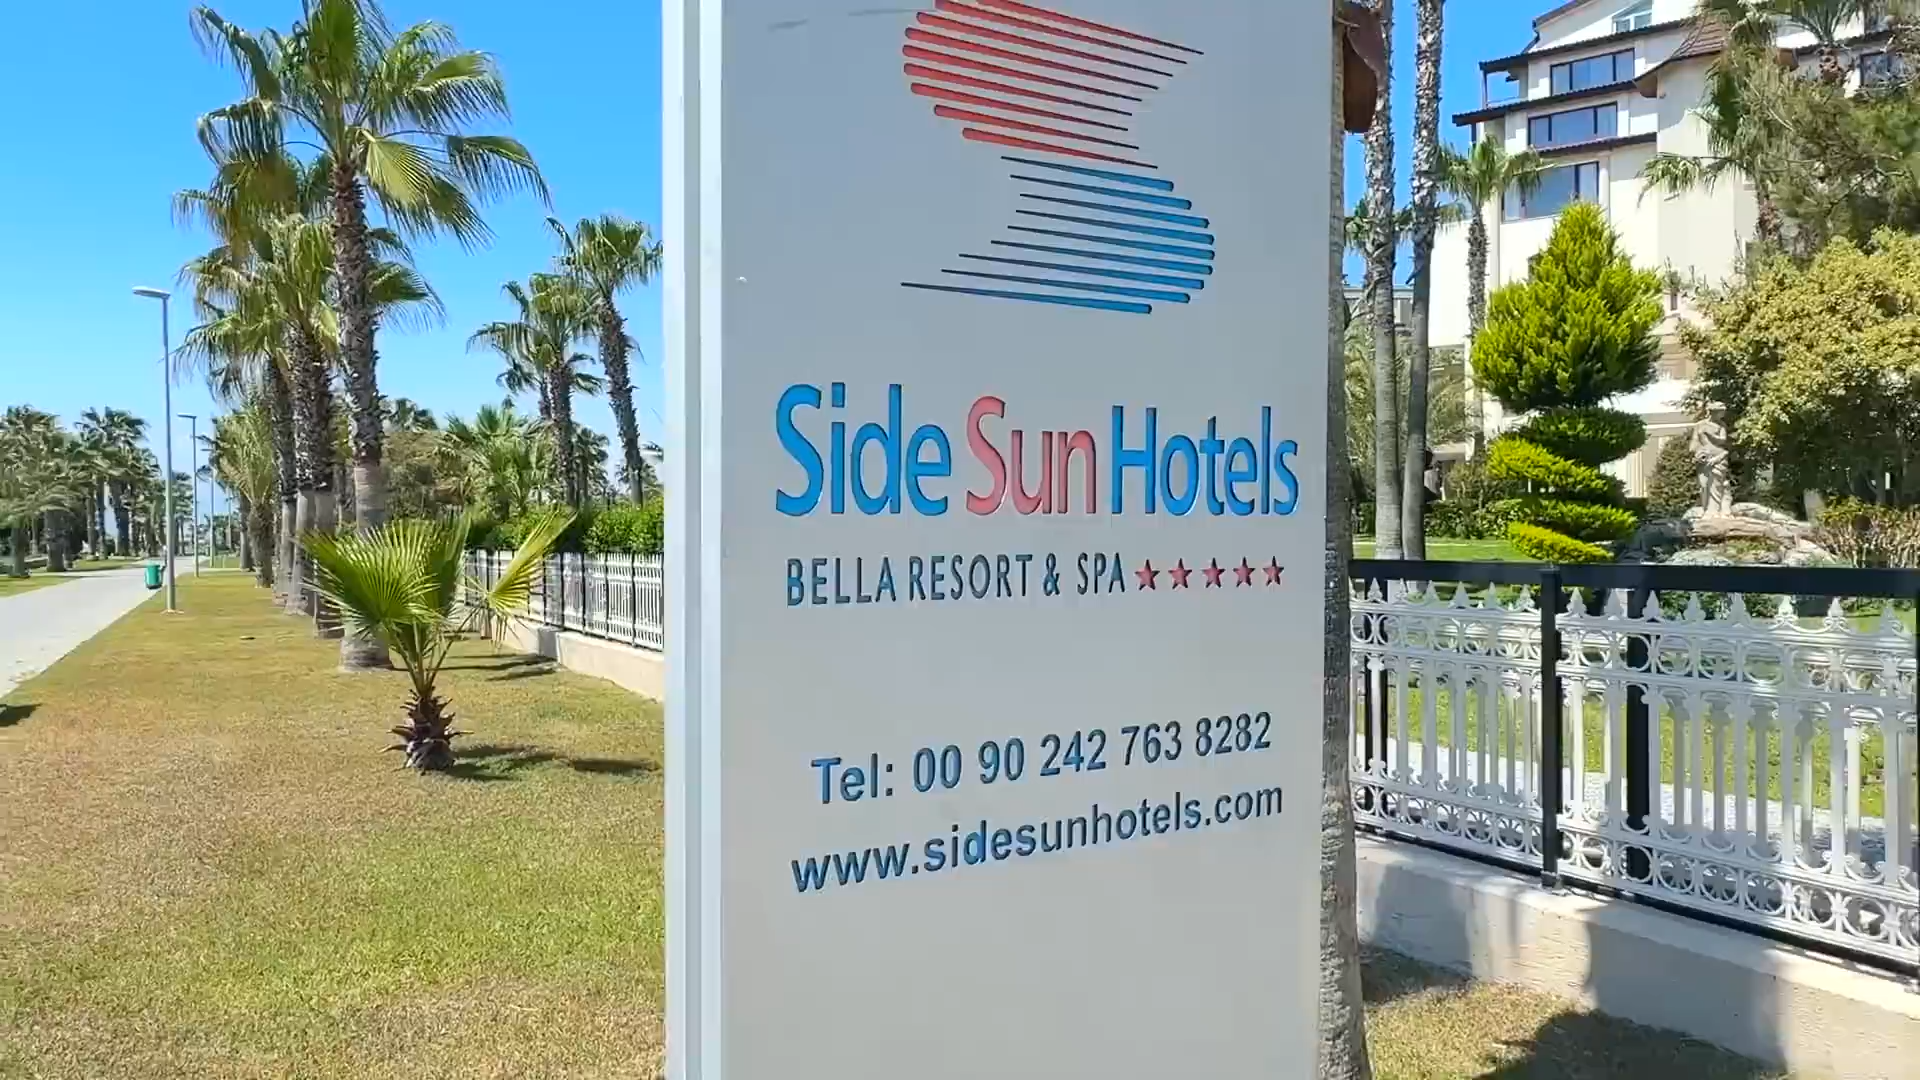 Side Sun Hotels
BELLA RESORT & SPA ★★★★★
Tel: 00 90 242 763 8282
www.sidesunhotels.com